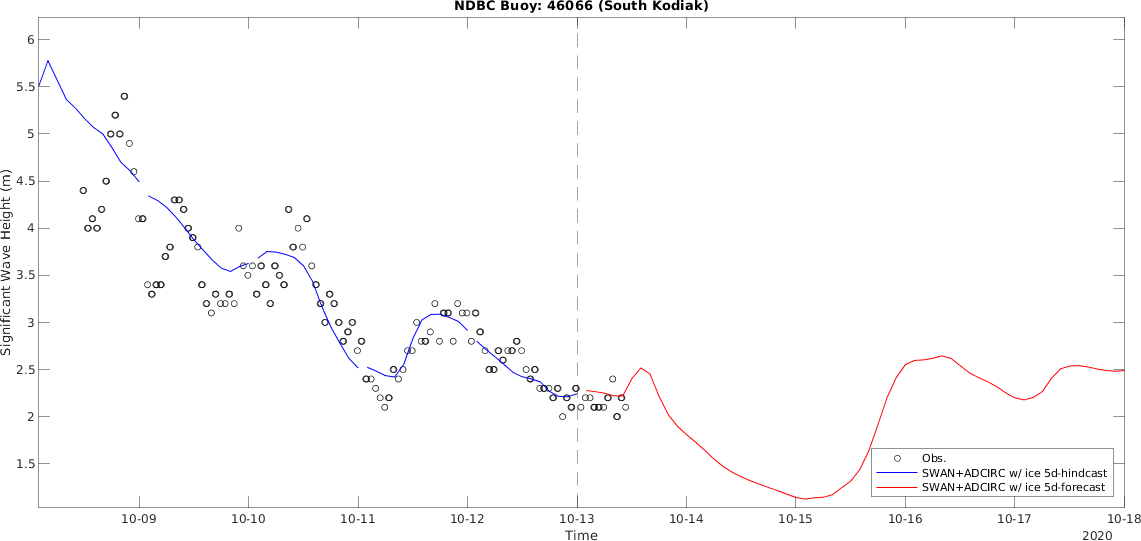 NDBC Buoy: 46066 (South Kodiak)
6
5.5
5
4.5
4
3.5
3
2.5
2
1.5
Significant Wave Height (m)
Obs.
SWAN+ADCIRC w/ ice 5d-hindcast
SWAN+ADCIRC w/ ice 5d-forecast
10-09 10-10 10-11 10-12 10-13 10-14 10-15 10-16 10-17 10-18
Time
2020